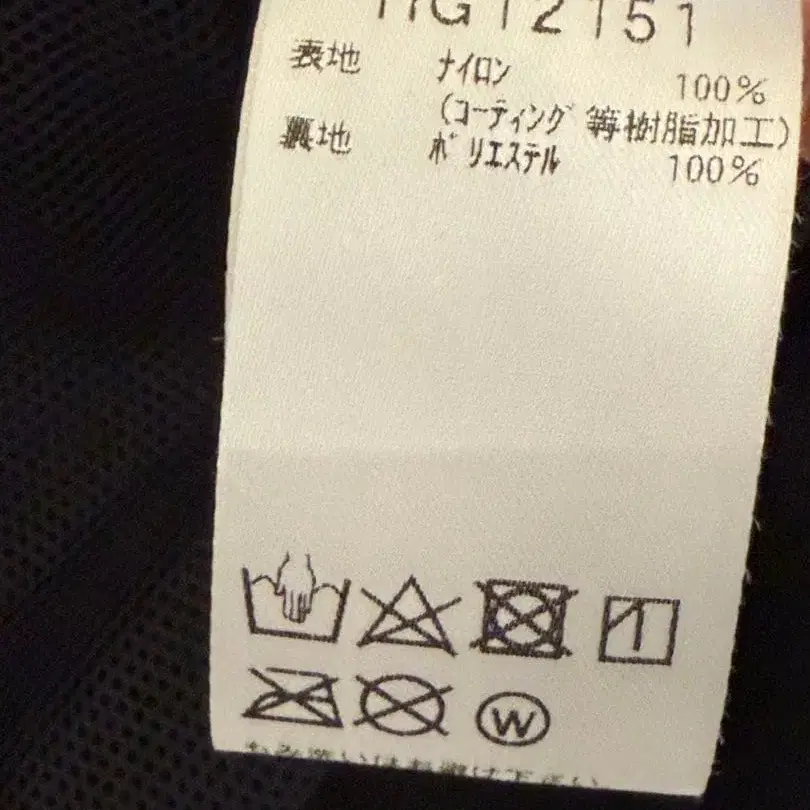 12151
表地 ナイロン 100%
(コーティング等樹脂加工)
裏地 ポリエステル 100%
W